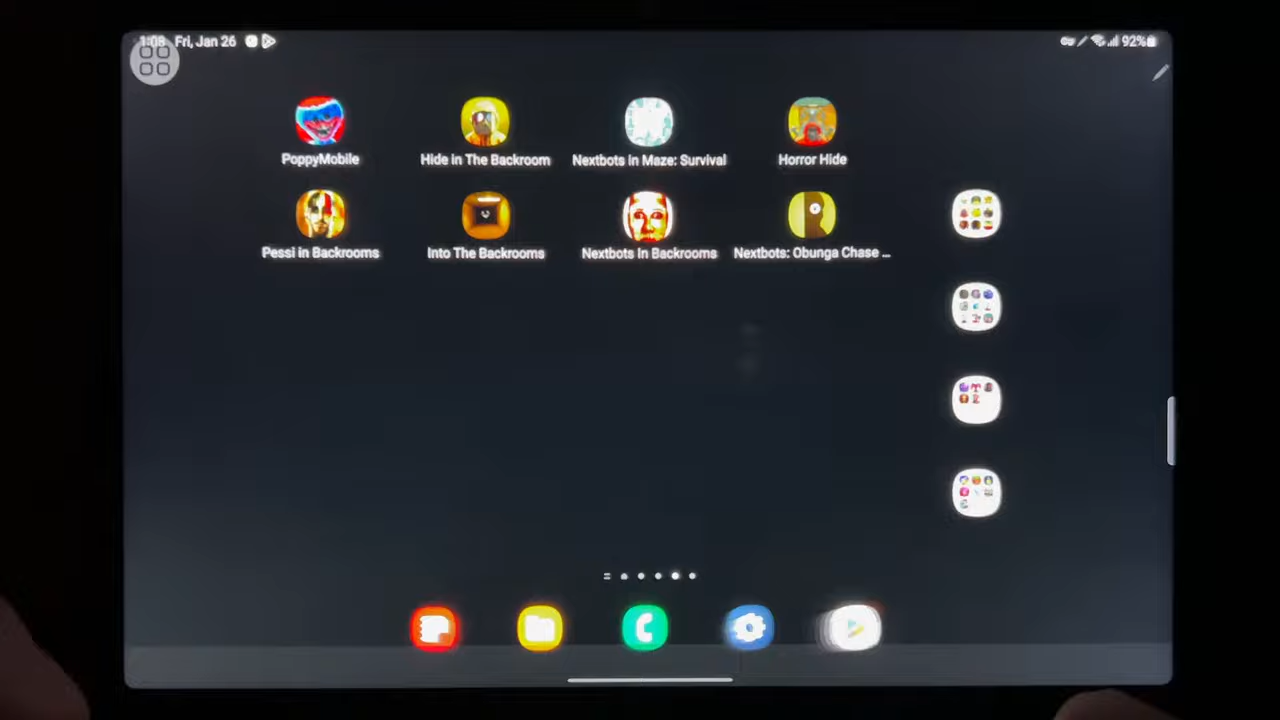 1:08 Fri, Jan 26 92%
PoppyMobile Hide in The Backroom Nextbots In Maze: Survival Horror Hide
Pessi in Backrooms Into The Backrooms Nextbots In Backrooms Nextbots: Obunga Chase ...